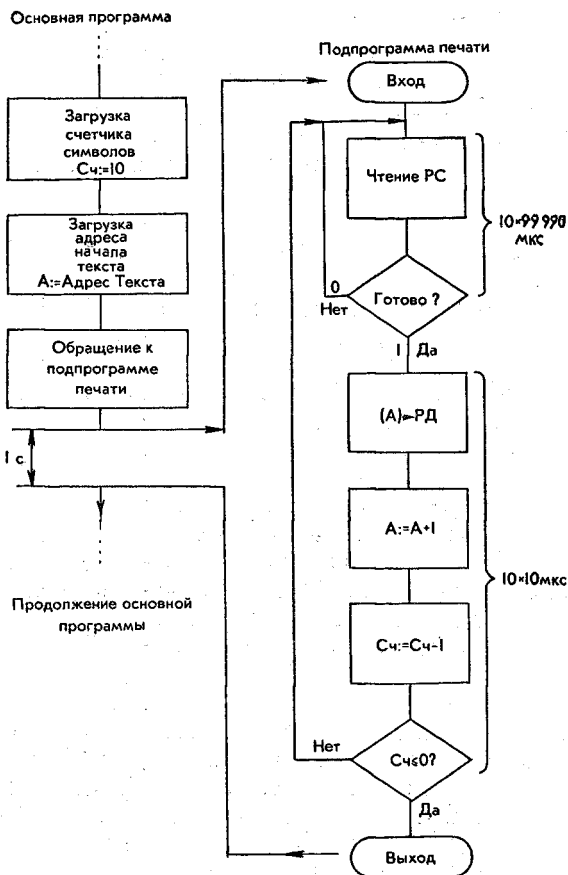 Основная программа
Загрузка
счетчика
символов
Сч:=10
Загрузка
адреса
начала
текста
А:=Адрес Текста
Обращение к
подпрограмме
печати
1 с
Продолжение основной
программы
Подпрограмма печати
Вход
Чтение РС
10×99 990
мкс
Готово ?
0
Нет
1 Да
(А)→РД
А:=А+1
10×10мкс
Сч:=Сч-1
Нет
Сч≤0?
Да
Выход